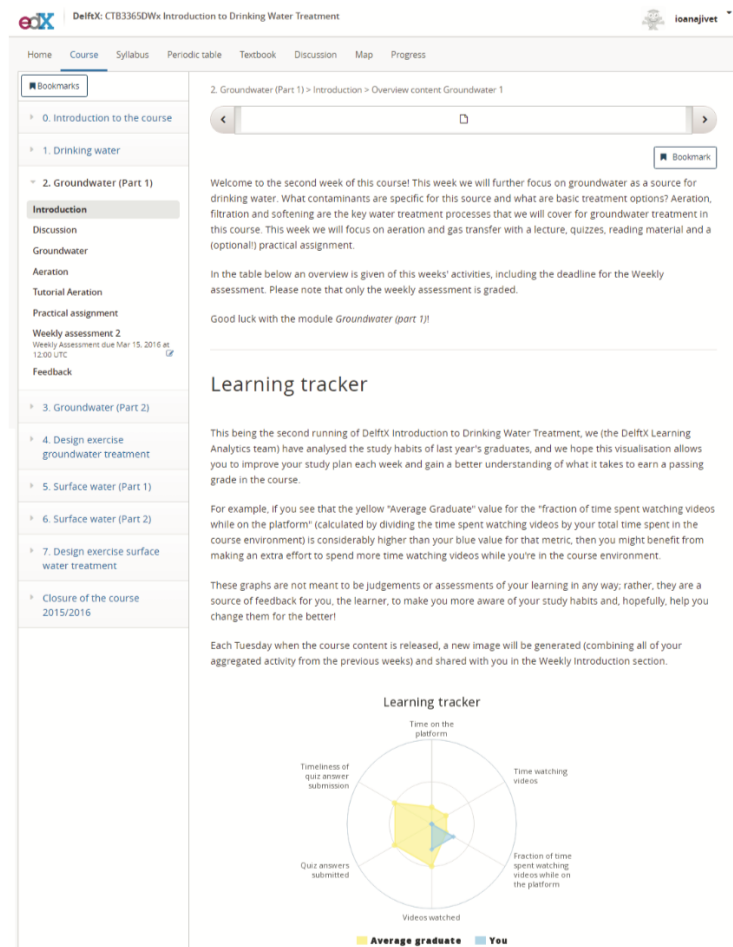 edX
DelftX: CTB3365DWx Introduction to Drinking Water Treatment
ioanajivet
Home Course Syllabus Periodic table Textbook Discussion Map Progress
Bookmarks
0. Introduction to the course
1. Drinking water
2. Groundwater (Part 1)
Introduction
Discussion
Groundwater
Aeration
Tutorial Aeration
Practical assignment
Weekly assessment 2
Weekly Assessment due Mar 15, 2016 at
12:00 UTC
Feedback
3. Groundwater (Part 2)
4. Design exercise
groundwater treatment
5. Surface water (Part 1)
6. Surface water (Part 2)
7. Design exercise surface
water treatment
Closure of the course
2015/2016
2. Groundwater (Part 1) > Introduction > Overview content Groundwater 1
Bookmark
Welcome to the second week of this course! This week we will further focus on groundwater as a source for
drinking water. What contaminants are specific for this source and what are basic treatment options? Aeration,
filtration and softening are the key water treatment processes that we will cover for groundwater treatment in
this course. This week we will focus on aeration and gas transfer with a lecture, quizzes, reading material and a
(optional!) practical assignment.
In the table below an overview is given of this weeks' activities, including the deadline for the Weekly
assessment. Please note that only the weekly assessment is graded.
Good luck with the module Groundwater (part 1)!
Learning tracker
This being the second running of DelftX Introduction to Drinking Water Treatment, we (the DelftX Learning
Analytics team) have analysed the study habits of last year's graduates, and we hope this visualisation allows
you to improve your study plan each week and gain a better understanding of what it takes to earn a passing
grade in the course.
For example, if you see that the yellow "Average Graduate" value for the "fraction of time spent watching videos
while on the platform" (calculated by dividing the time spent watching videos by your total time spent in the
course environment) is considerably higher than your blue value for that metric, then you might benefit from
making an extra effort to spend more time watching videos while you're in the course environment.
These graphs are not meant to be judgements or assessments of your learning in any way; rather, they are a
source of feedback for you, the learner, to make you more aware of your study habits and, hopefully, help you
change them for the better!
Each Tuesday when the course content is released, a new image will be generated (combining all of your
aggregated activity from the previous weeks) and shared with you in the Weekly Introduction section.
Learning tracker
Time on the
platform
Timeliness of
quiz answer
submission
Time watching
videos
Quiz answers
submitted
Fraction of time
spent watching
videos while on
the platform
Videos watched
Average graduate You